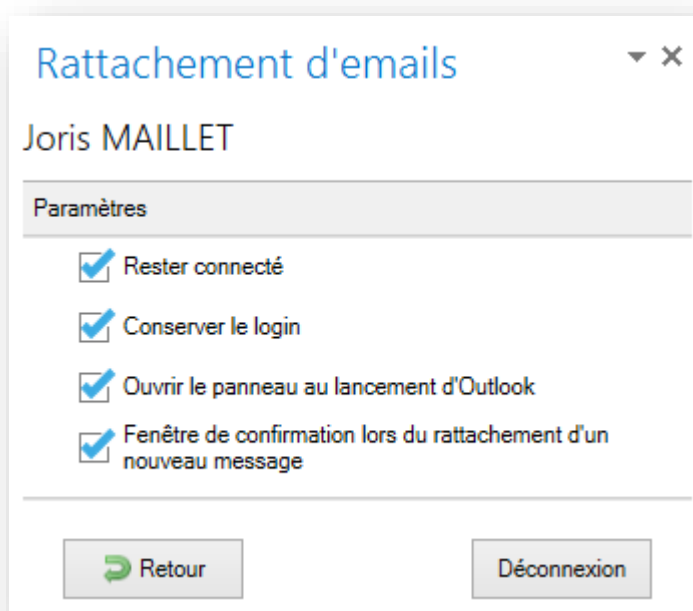 Rattachement d'emails
Joris MAILLET
Paramètres
Rester connecté
Conserver le login
Ouvrir le panneau au lancement d'Outlook
Fenêtre de confirmation lors du rattachement d'un
nouveau message
Retour
Déconnexion